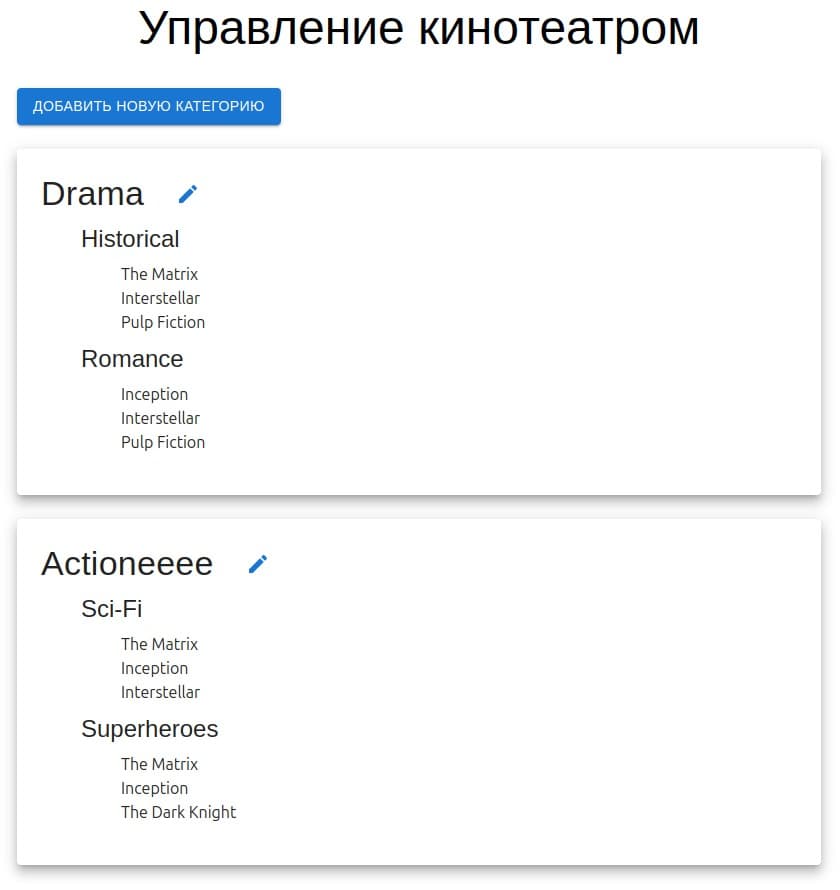 Управление кинотеатром
ДОБАВИТЬ НОВУЮ КАТЕГОРИЮ
Drama
Historical
The Matrix
Interstellar
Pulp Fiction
Romance
Inception
Interstellar
Pulp Fiction
Actioneeee
Sci-Fi
The Matrix
Inception
Interstellar
Superheroes
The Matrix
Inception
The Dark Knight